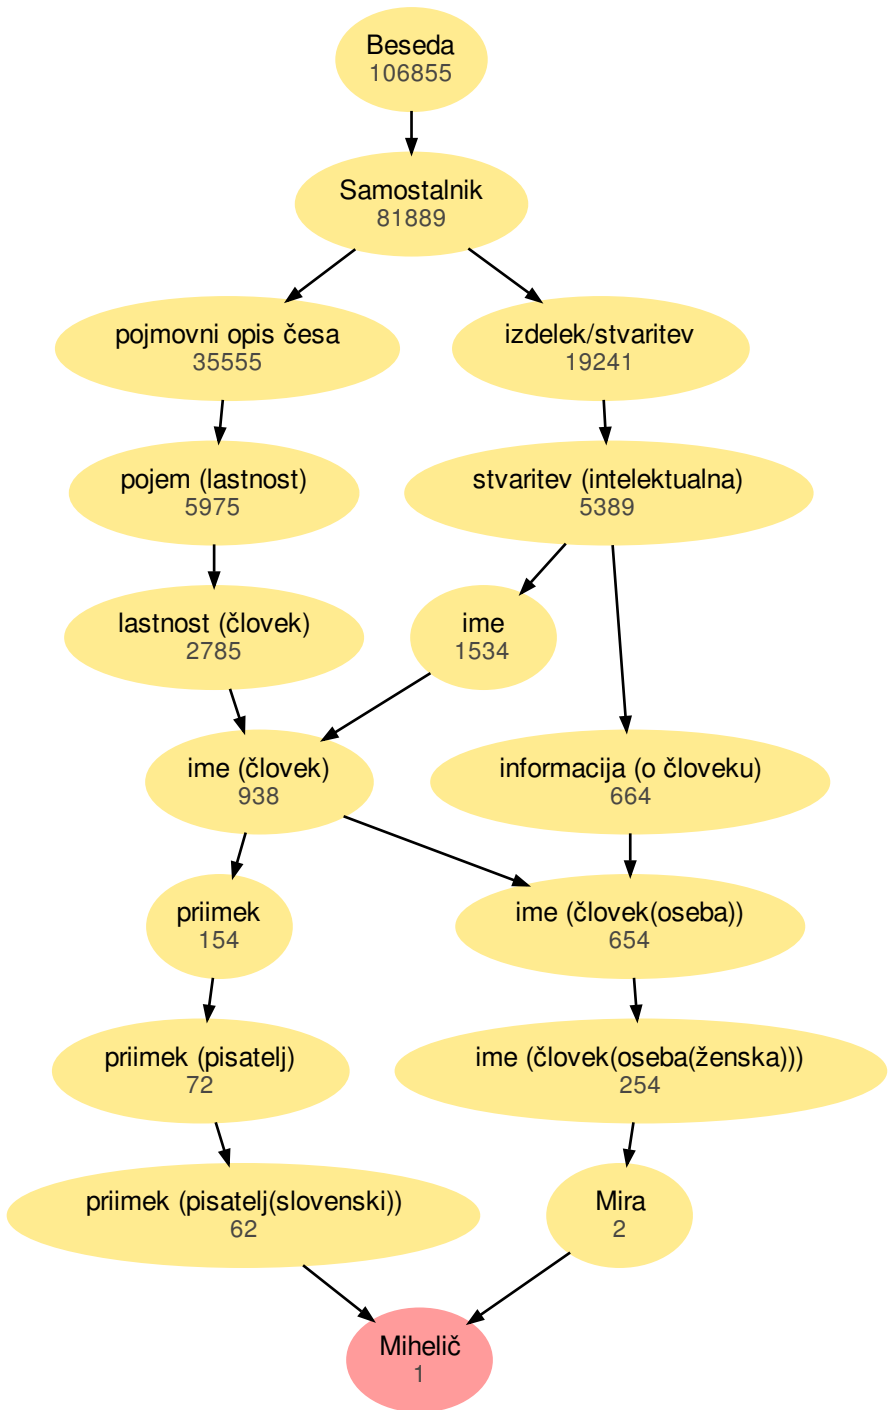 Beseda
106855
Samostalnik
81889
pojmovni opis česa
35555
izdelek/stvaritev
19241
pojem (lastnost)
5975
stvaritev (intelektualna)
5389
lastnost (človek)
2785
ime
1534
ime (človek)
938
informacija (o človeku)
664
priimek
154
ime (človek(oseba))
654
priimek (pisatelj)
72
ime (človek(oseba(ženska)))
254
priimek (pisatelj(slovenski))
62
Mira
2
Mihelič
1